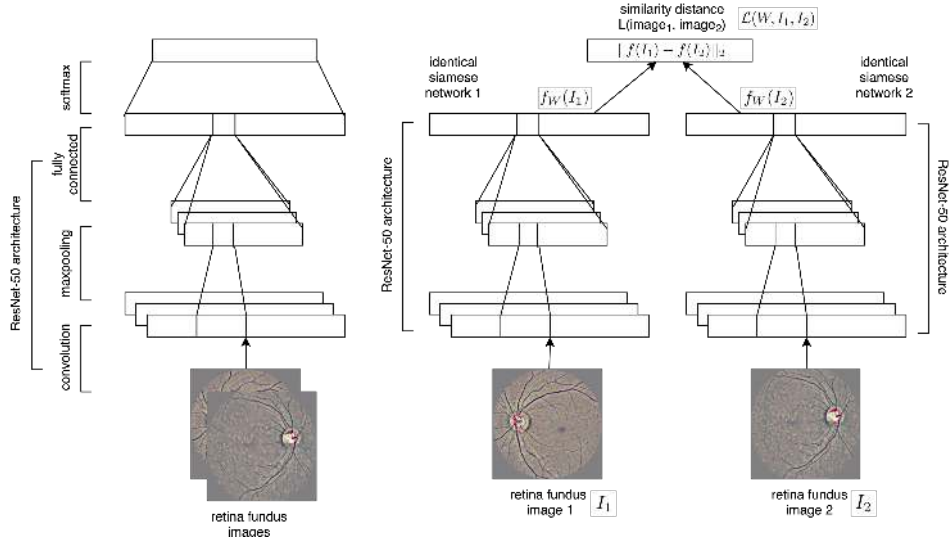 softmax
fully
connected
maxpooling
convolution
ResNet-50 architecture
retina fundus
images
similarity distance
L(image₁, image₂)
ℒ(W, I₁, I₂)
|| f(I₁) − f(I₂) ||₂
identical
siamese
network 1
f_W(I₁)
f_W(I₂)
identical
siamese
network 2
ResNet-50 architecture
ResNet-50
architecture
retina fundus
image 1
I₁
retina fundus
image 2
I₂